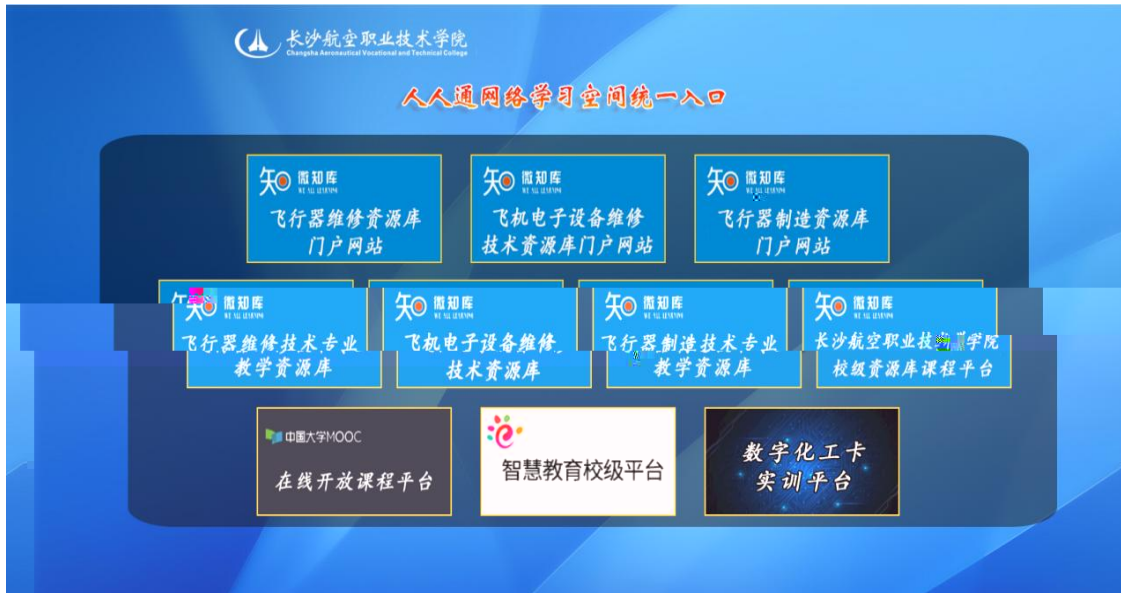 长沙航空职业技术学院
Changsha Aeronautical Vocational and Technical College
人人通网络学习空间统一入口
知 微知库
飞行器维修资源库
门户网站
知 微知库
飞机电子设备维修
技术资源库门户网站
知 微知库
飞行器制造资源库
门户网站
知 微知库
飞行器维修技术专业
教学资源库
知 微知库
飞机电子设备维修
技术资源库
知 微知库
飞行器制造技术专业
教学资源库
知 微知库
长沙航空职业技术学院
校级资源库课程平台
中国大学MOOC
在线开放课程平台
智慧教育校级平台
数字化工卡
实训平台